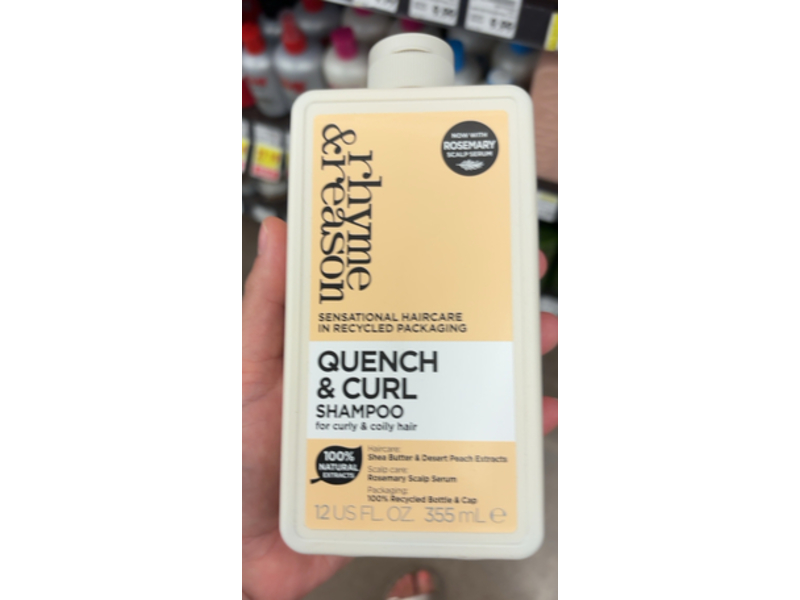 rhyme
& reason
NOW WITH
ROSEMARY
SCALP SERUM
SENSATIONAL HAIRCARE
IN RECYCLED PACKAGING
QUENCH
& CURL
SHAMPOO
for curly & coily hair
100%
NATURAL
EXTRACTS
Haircare:
Shea Butter & Desert Peach Extracts
Scalp care:
Rosemary Scalp Serum
Packaging:
100% Recycled Bottle & Cap
12 US FL. OZ. 355 mL ℮